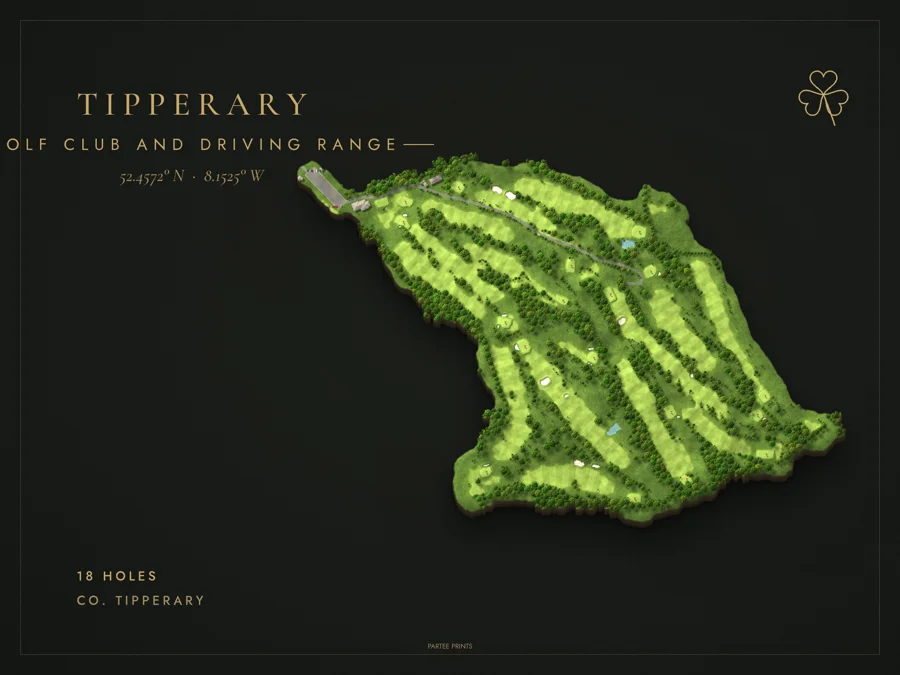 TIPPERARY
OLF CLUB AND DRIVING RANGE
52.4572° N · 8.1525° W
18 HOLES
CO. TIPPERARY
PARTEE PRINTS